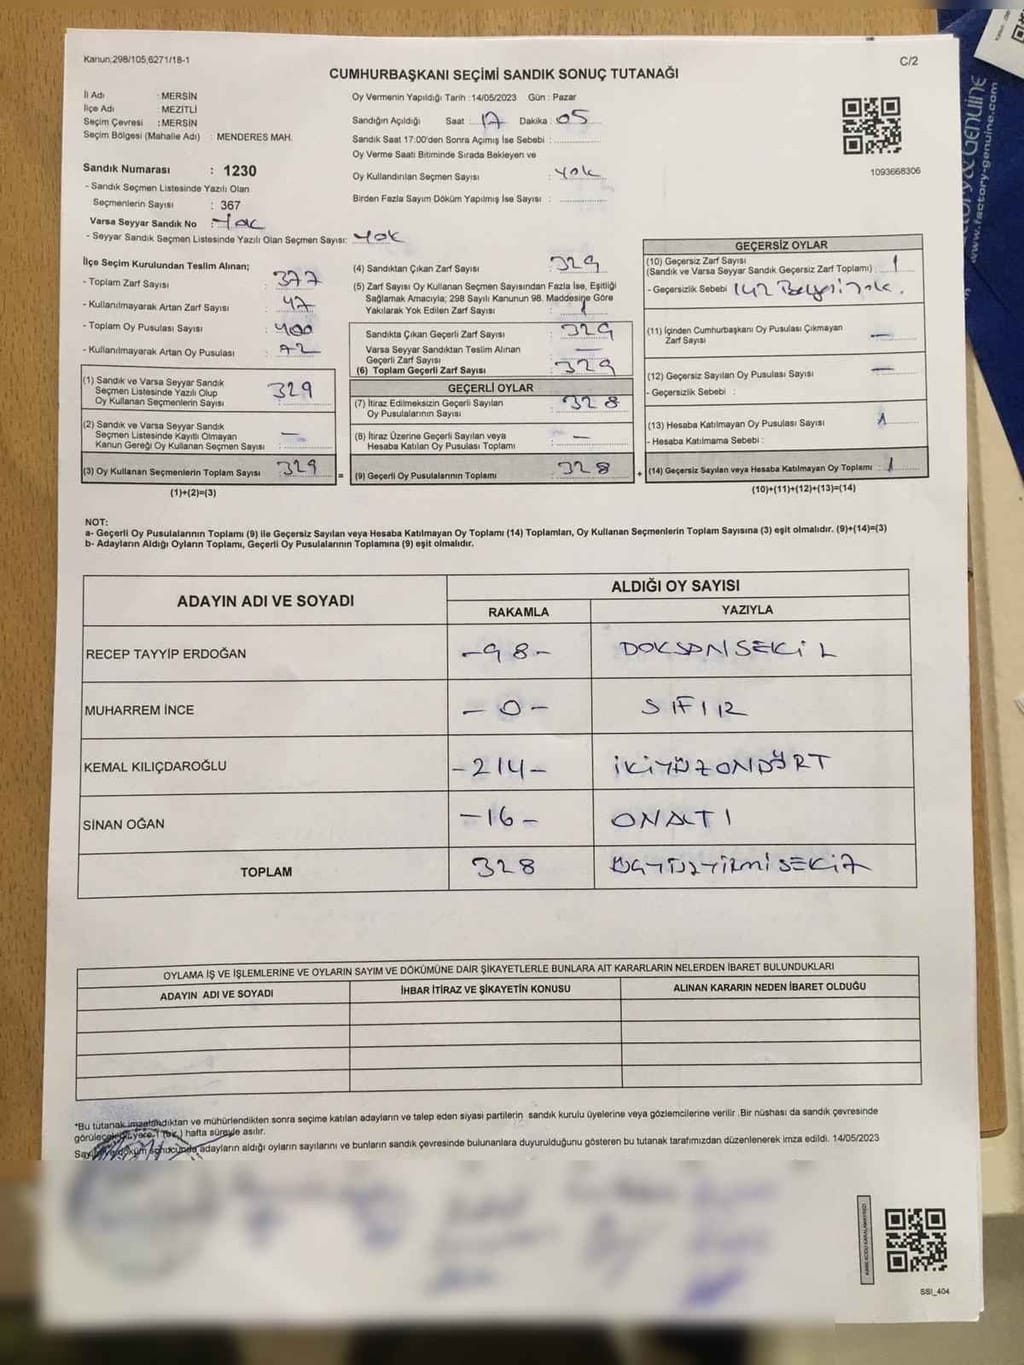 Kanun;298/105,6271/18-1
C/2
CUMHURBAŞKANI SEÇİMİ SANDIK SONUÇ TUTANAĞI
İl Adı : MERSİN
İlçe Adı : MEZİTLİ
Seçim Çevresi : MERSİN
Seçim Bölgesi (Mahalle Adı) : MENDERES MAH.
Sandık Numarası : 1230
- Sandık Seçmen Listesinde Yazılı Olan
Seçmenlerin Sayısı : 367
Varsa Seyyar Sandık No : Yok
- Seyyar Sandık Seçmen Listesinde Yazılı Olan Seçmen Sayısı: Yok
Oy Vermenin Yapıldığı Tarih : 14/05/2023 Gün : Pazar
Sandığın Açıldığı Saat : 17 Dakika : 05
Sandık Saat 17:00'den Sonra Açımış İse Sebebi :
Oy Verme Saati Bitiminde Sırada Bekleyen ve
Oy Kullandırılan Seçmen Sayısı : Yok
Birden Fazla Sayım Döküm Yapılmış İse Sayısı :
1093668306
İlçe Seçim Kurulundan Teslim Alınan;
- Toplam Zarf Sayısı : 377
- Kullanılmayarak Artan Zarf Sayısı : 47
- Toplam Oy Pusulası Sayısı : 400
- Kullanılmayarak Artan Oy Pusulası :
(1) Sandık ve Varsa Seyyar Sandık
Seçmen Listesinde Yazılı Olup
Oy Kullanan Seçmenlerin Sayısı : 329
(2) Sandık ve Varsa Seyyar Sandık
Seçmen Listesinde Kayıtlı Olmayan
Kanun Gereği Oy Kullanan Seçmen Sayısı : —
(3) Oy Kullanan Seçmenlerin Toplam Sayısı : 329
(1)+(2)=(3)
=
(4) Sandıktan Çıkan Zarf Sayısı : 329
(5) Zarf Sayısı Oy Kullanan Seçmen Sayısından Fazla İse, Eşitliği
Sağlamak Amacıyla; 298 Sayılı Kanunun 98. Maddesine Göre
Yakılarak Yok Edilen Zarf Sayısı : 1
Sandıkta Çıkan Geçerli Zarf Sayısı : 329
Varsa Seyyar Sandıktan Teslim Alınan
Geçerli Zarf Sayısı : —
(6) Toplam Geçerli Zarf Sayısı : 329
GEÇERLİ OYLAR
(7) İtiraz Edilmeksizin Geçerli Sayılan
Oy Pusulalarının Sayısı : 328
(8) İtiraz Üzerine Geçerli Sayılan veya
Hesaba Katılan Oy Pusulalarının Sayısı : —
(9) Geçerli Oy Pusulalarının Toplamı : 328
+
GEÇERSİZ OYLAR
(10) Geçersiz Zarf Sayısı
(Sandık ve Varsa Seyyar Sandık Geçersiz Zarf Toplamı) : 1
- Geçersizlik Sebebi : 142
(11) İçinden Cumhurbaşkanı Oy Pusulası Çıkmayan
Zarf Sayısı : —
(12) Geçersiz Sayılan Oy Pusulası Sayısı : —
- Geçersizlik Sebebi :
(13) Hesaba Katılmayan Oy Pusulası Sayısı : 1
- Hesaba Katılmama Sebebi :
(14) Geçersiz Sayılan veya Hesaba Katılmayan Oy Toplamı : 1
(10)+(11)+(12)+(13)=(14)
NOT:
a- Geçerli Oy Pusulalarının Toplamı (9) ile Geçersiz Sayılan veya Hesaba Katılmayan Oy Toplamı (14) Toplamları, Oy Kullanan Seçmenlerin Toplam Sayısına (3) eşit olmalıdır. (9)+(14)=(3)
b- Adayların Aldığı Oyların Toplamı, Geçerli Oy Pusulalarının Toplamına (9) eşit olmalıdır.
ADAYIN ADI VE SOYADI
ALDIĞI OY SAYISI
RAKAMLA YAZIYLA
RECEP TAYYİP ERDOĞAN -98- DOKSANSEKİZ
MUHARREM İNCE -0- SIFIR
KEMAL KILIÇDAROĞLU -214- İKİYÜZONDÖRT
SİNAN OĞAN -16- ONALTI
TOPLAM 328
OYLAMA İŞ VE İŞLEMLERİNE VE OYLARIN SAYIM VE DÖKÜMÜNE DAİR ŞİKAYETLERLE BUNLARA AİT KARARLARIN NELERDEN İBARET BULUNDUKLARI
ADAYIN ADI VE SOYADI İHBAR İTİRAZ VE ŞİKAYETİN KONUSU ALINAN KARARIN NEDEN İBARET OLDUĞU
*Bu tutanak imzalandıktan ve mühürlendikten sonra seçime katılan adayların ve talep eden siyasi partilerin sandık kurulu üyelerine veya gözlemcilerine verilir .Bir nüshası da sandık çevresinde
görülecek bir yere 1 (bir) hafta süreyle asılır.
Sayım ve döküm sonucunda adayların aldığı oyların sayılarını ve bunların sandık çevresinde bulunanlara duyurulduğunu gösteren bu tutanak tarafımızdan düzenlenerek imza edildi. 14/05/2023
SSI_404
factory & GENUINE
www.factory-genuine.com